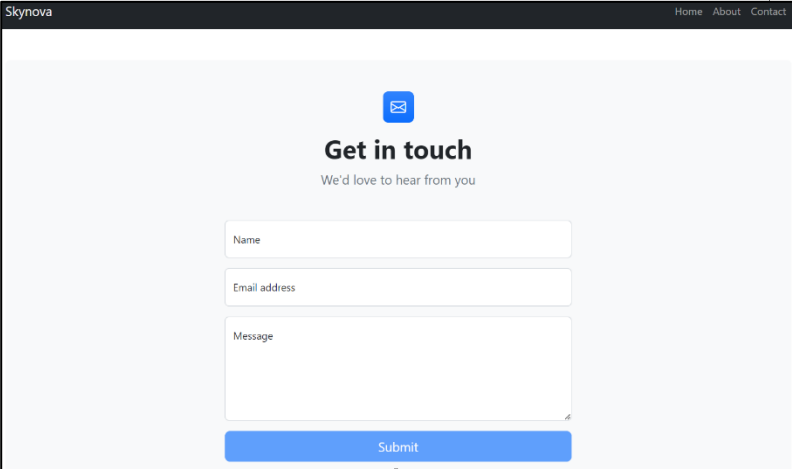 Skynova
Home About Contact
Get in touch
We'd love to hear from you
Name
Email address
Message
Submit